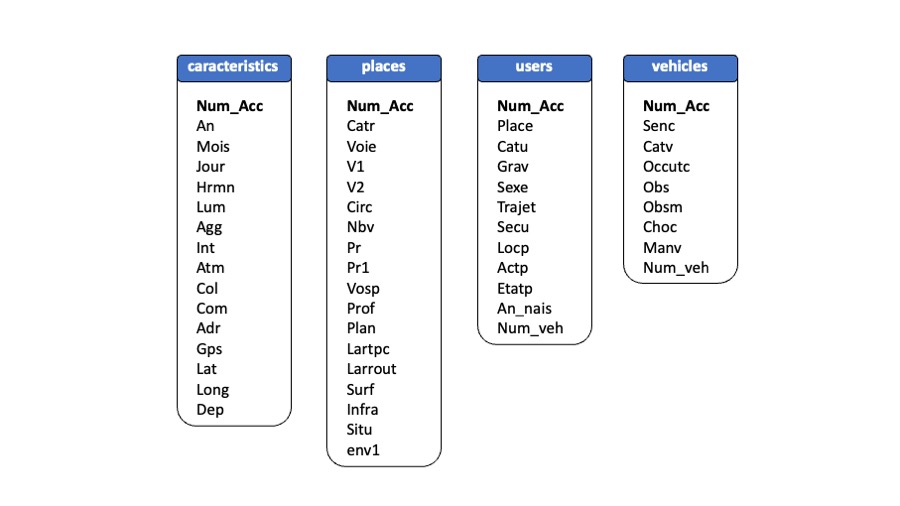 caracteristics
Num_Acc
An
Mois
Jour
Hrmn
Lum
Agg
Int
Atm
Col
Com
Adr
Gps
Lat
Long
Dep
places
Num_Acc
Catr
Voie
V1
V2
Circ
Nbv
Pr
Pr1
Vosp
Prof
Plan
Lartpc
Larrout
Surf
Infra
Situ
env1
users
Num_Acc
Place
Catu
Grav
Sexe
Trajet
Secu
Locp
Actp
Etatp
An_nais
Num_veh
vehicles
Num_Acc
Senc
Catv
Occutc
Obs
Obsm
Choc
Manv
Num_veh